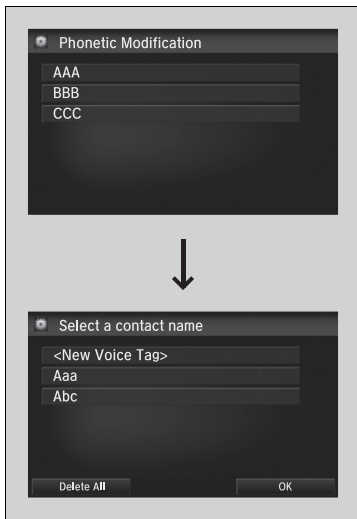 Phonetic Modification
AAA
BBB
CCC
Select a contact name
<New Voice Tag>
Aaa
Abc
Delete All
OK